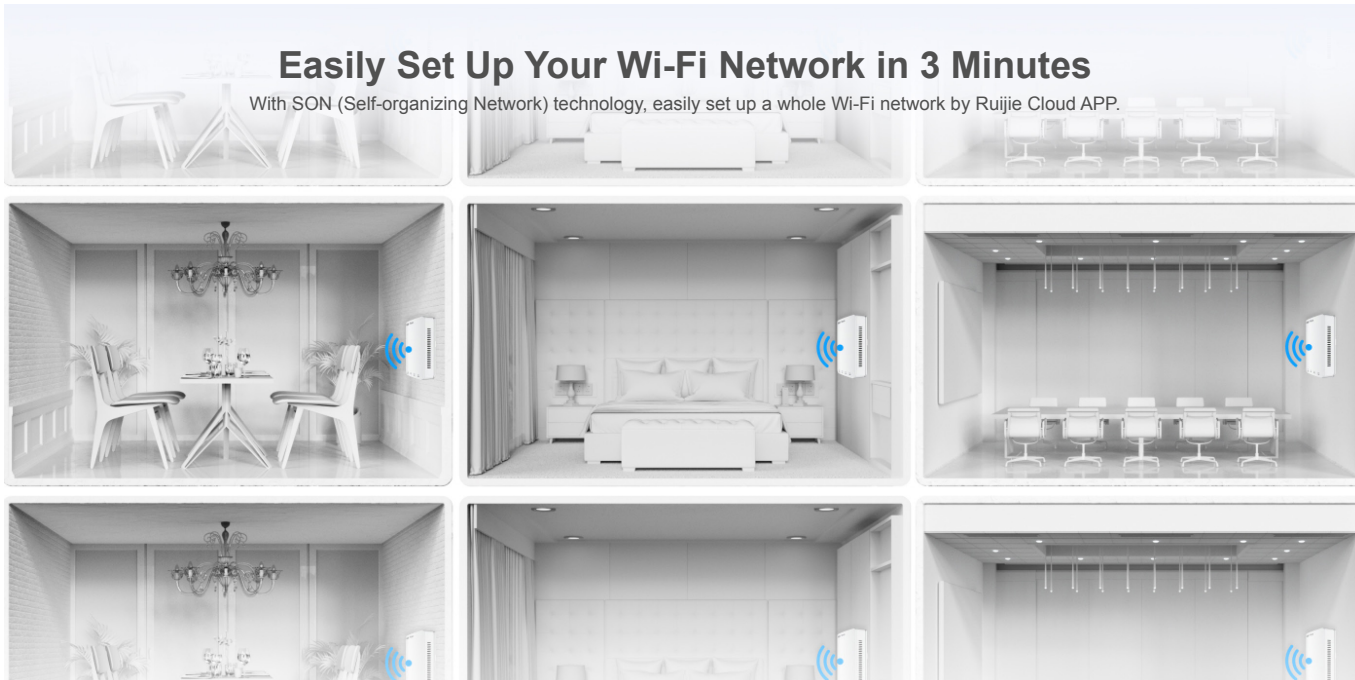 Easily Set Up Your Wi-Fi Network in 3 Minutes
With SON (Self-organizing Network) technology, easily set up a whole Wi-Fi network by Ruijie Cloud APP.